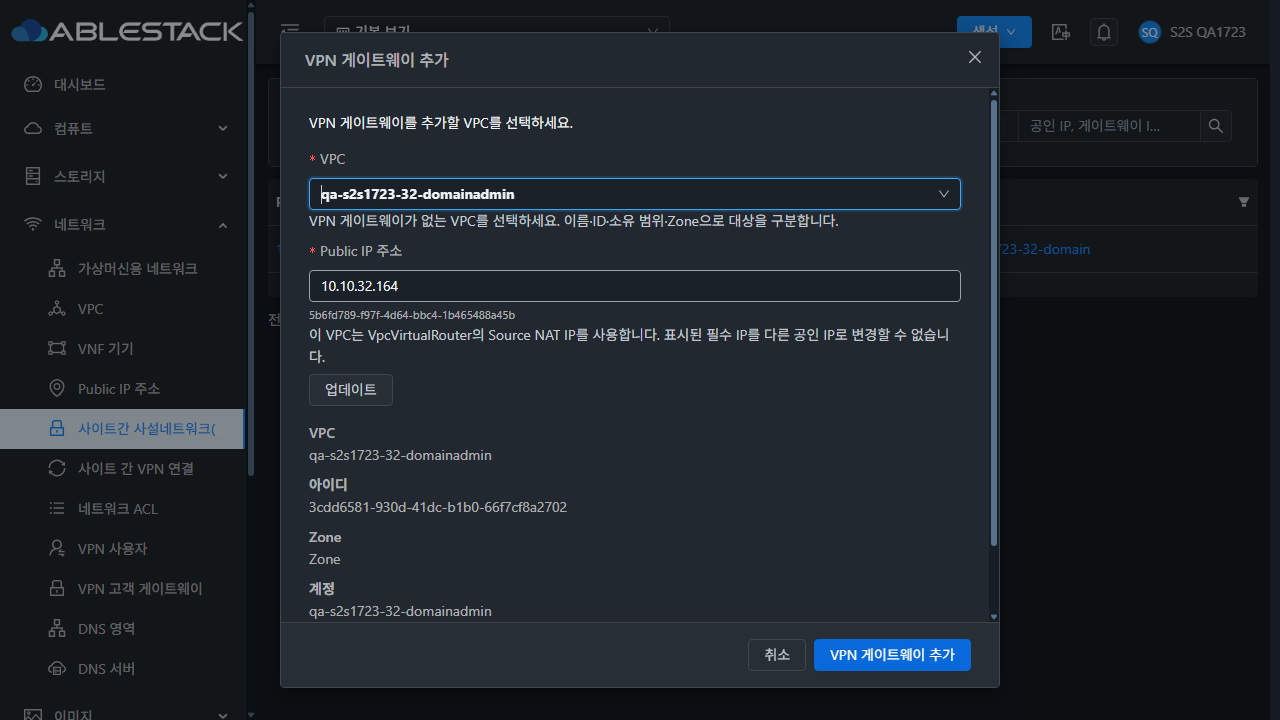 ABLESTACK
생성
S2S QA1723
SQ
대시보드
컴퓨트
스토리지
네트워크
가상머신용 네트워크
VPC
VNF 기기
Public IP 주소
사이트간 사설네트워크(
사이트 간 VPN 연결
네트워크 ACL
VPN 사용자
VPN 고객 게이트웨이
DNS 영역
DNS 서버
이미지
공인 IP, 게이트웨이 I...
23-32-domain
VPN 게이트웨이 추가
VPN 게이트웨이를 추가할 VPC를 선택하세요.
* VPC
qa-s2s1723-32-domainadmin
VPN 게이트웨이가 없는 VPC를 선택하세요. 이름·ID·소유 범위·Zone으로 대상을 구분합니다.
* Public IP 주소
10.10.32.164
5b6fd789-f97f-4d64-bbc4-1b465488a45b
이 VPC는 VpcVirtualRouter의 Source NAT IP를 사용합니다. 표시된 필수 IP를 다른 공인 IP로 변경할 수 없습니
다.
업데이트
VPC
qa-s2s1723-32-domainadmin
아이디
3cdd6581-930d-41dc-b1b0-66f7cf8a2702
Zone
Zone
계정
qa-s2s1723-32-domainadmin
취소
VPN 게이트웨이 추가